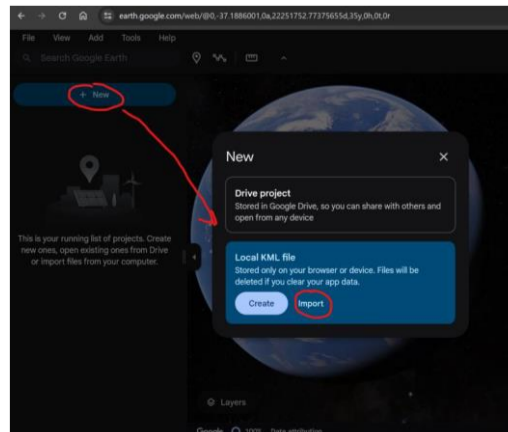 earth.google.com/web/@0,-37.1886001,0a,22251752.77375655d,35y,0h,0t,0r
File View Add Tools Help
Search Google Earth
+ New
This is your running list of projects. Create
new ones, open existing ones from Drive
or import files from your computer.
New
Drive project
Stored in Google Drive, so you can share with others and
open from any device
Local KML file
Stored only on your browser or device. Files will be
deleted if you clear your app data.
Create Import
Layers
Google 100% Data attribution